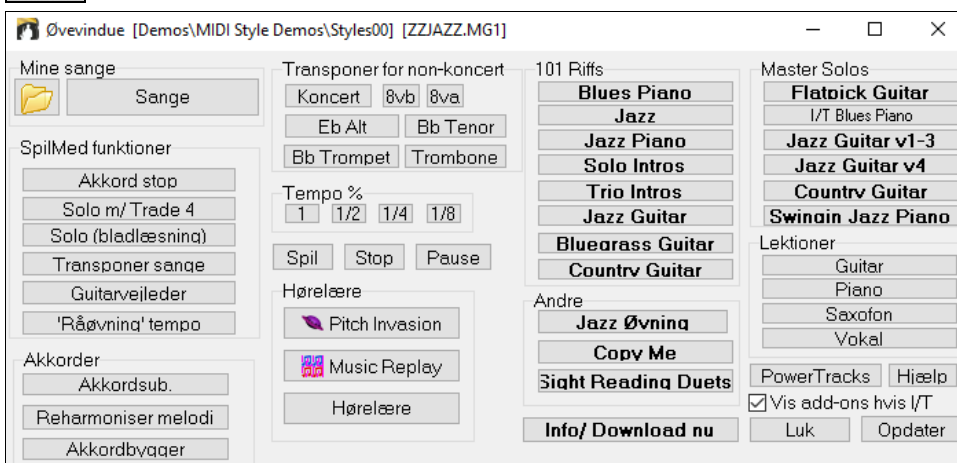 Øvevindue [Demos\MIDI Style Demos\Styles00] [ZZJAZZ.MG1]
Mine sange
Sange
SpilMed funktioner
Akkord stop
Solo m/ Trade 4
Solo (bladlæsning)
Transponer sange
Guitarvejleder
'Råøvning' tempo
Akkorder
Akkordsub.
Reharmoniser melodi
Akkordbygger
Transponer for non-koncert
Koncert 8vb 8va
Eb Alt Bb Tenor
Bb Trompet Trombone
Tempo %
1 1/2 1/4 1/8
Spil Stop Pause
Hørelære
Pitch Invasion
Music Replay
Hørelære
101 Riffs
Blues Piano
Jazz
Jazz Piano
Solo Intros
Trio Intros
Jazz Guitar
Bluegrass Guitar
Country Guitar
Andre
Jazz Øvning
Copy Me
Sight Reading Duets
Info/ Download nu
Master Solos
Flatpick Guitar
I/T Blues Piano
Jazz Guitar v1-3
Jazz Guitar v4
Country Guitar
Swingin Jazz Piano
Lektioner
Guitar
Piano
Saxofon
Vokal
PowerTracks Hjælp
Vis add-ons hvis I/T
Luk Opdater